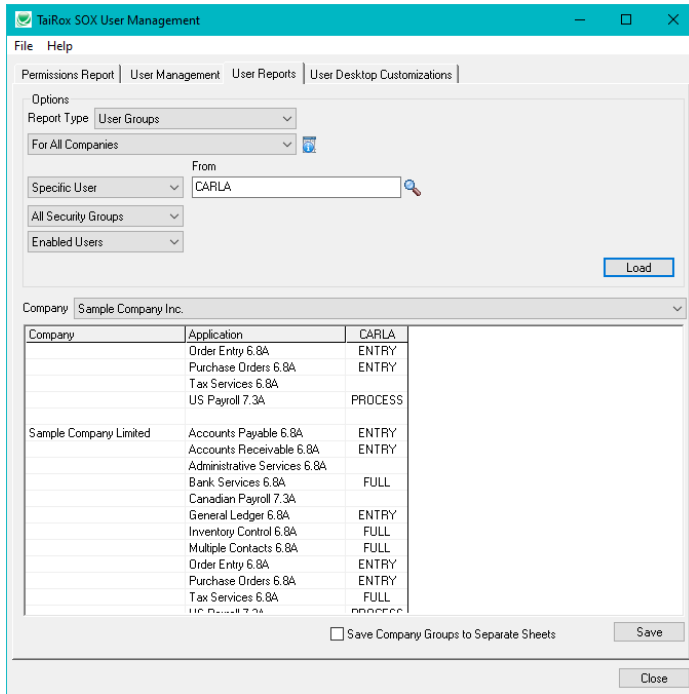 TaiRox SOX User Management
File Help
Permissions Report User Management User Reports User Desktop Customizations
Options
Report Type User Groups
For All Companies
From
Specific User CARLA
All Security Groups
Enabled Users
Load
Company Sample Company Inc.
Company Application CARLA
Order Entry 6.8A ENTRY
Purchase Orders 6.8A ENTRY
Tax Services 6.8A
US Payroll 7.3A PROCESS
Sample Company Limited Accounts Payable 6.8A ENTRY
Accounts Receivable 6.8A ENTRY
Administrative Services 6.8A
Bank Services 6.8A FULL
Canadian Payroll 7.3A
General Ledger 6.8A ENTRY
Inventory Control 6.8A FULL
Multiple Contacts 6.8A FULL
Order Entry 6.8A ENTRY
Purchase Orders 6.8A ENTRY
Tax Services 6.8A FULL
US Payroll 7.3A PROCESS
Save Company Groups to Separate Sheets Save
Close